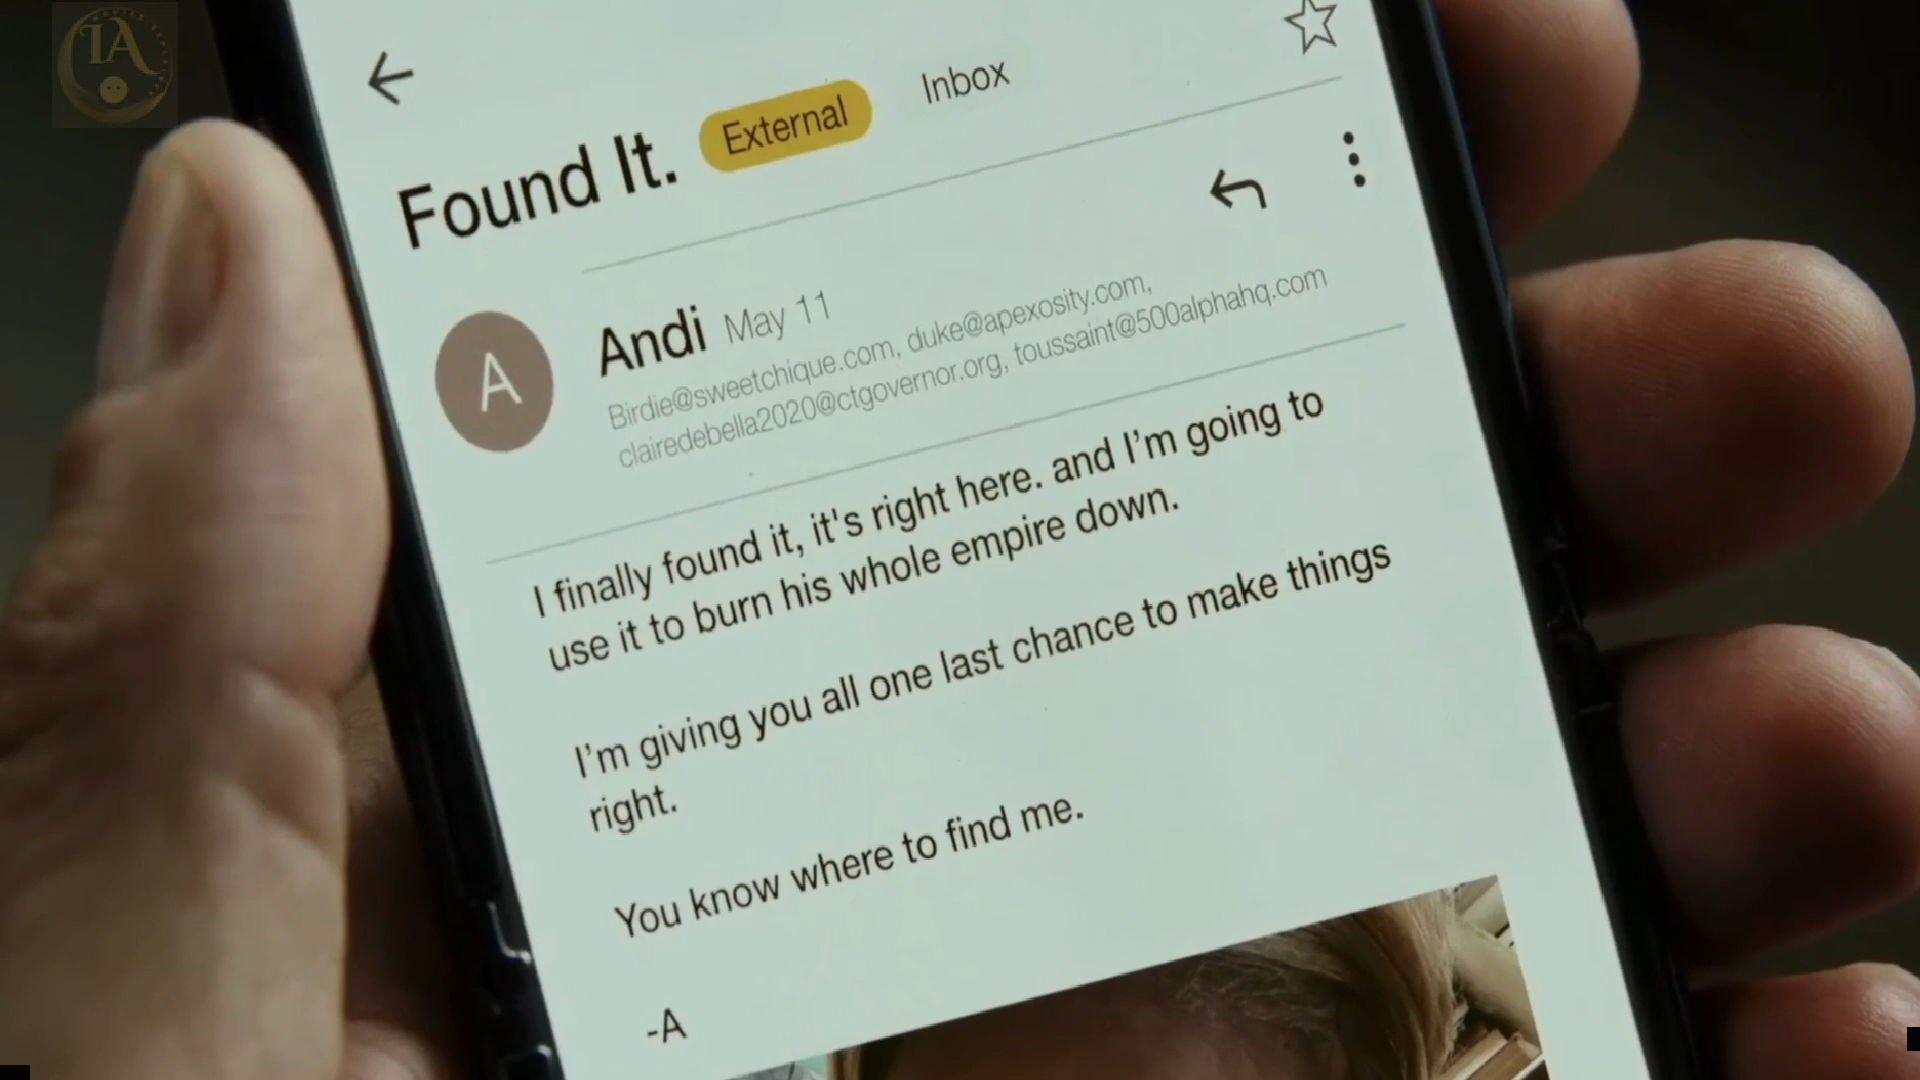 IA
Found It. External Inbox
A
Andi May 11
Birdie@sweetchique.com, duke@apexosity.com,
clairedebella2020@ctgovernor.org, toussaint@500alphahq.com
I finally found it, it's right here. and I'm going to
use it to burn his whole empire down.
I'm giving you all one last chance to make things
right.
You know where to find me.
-A